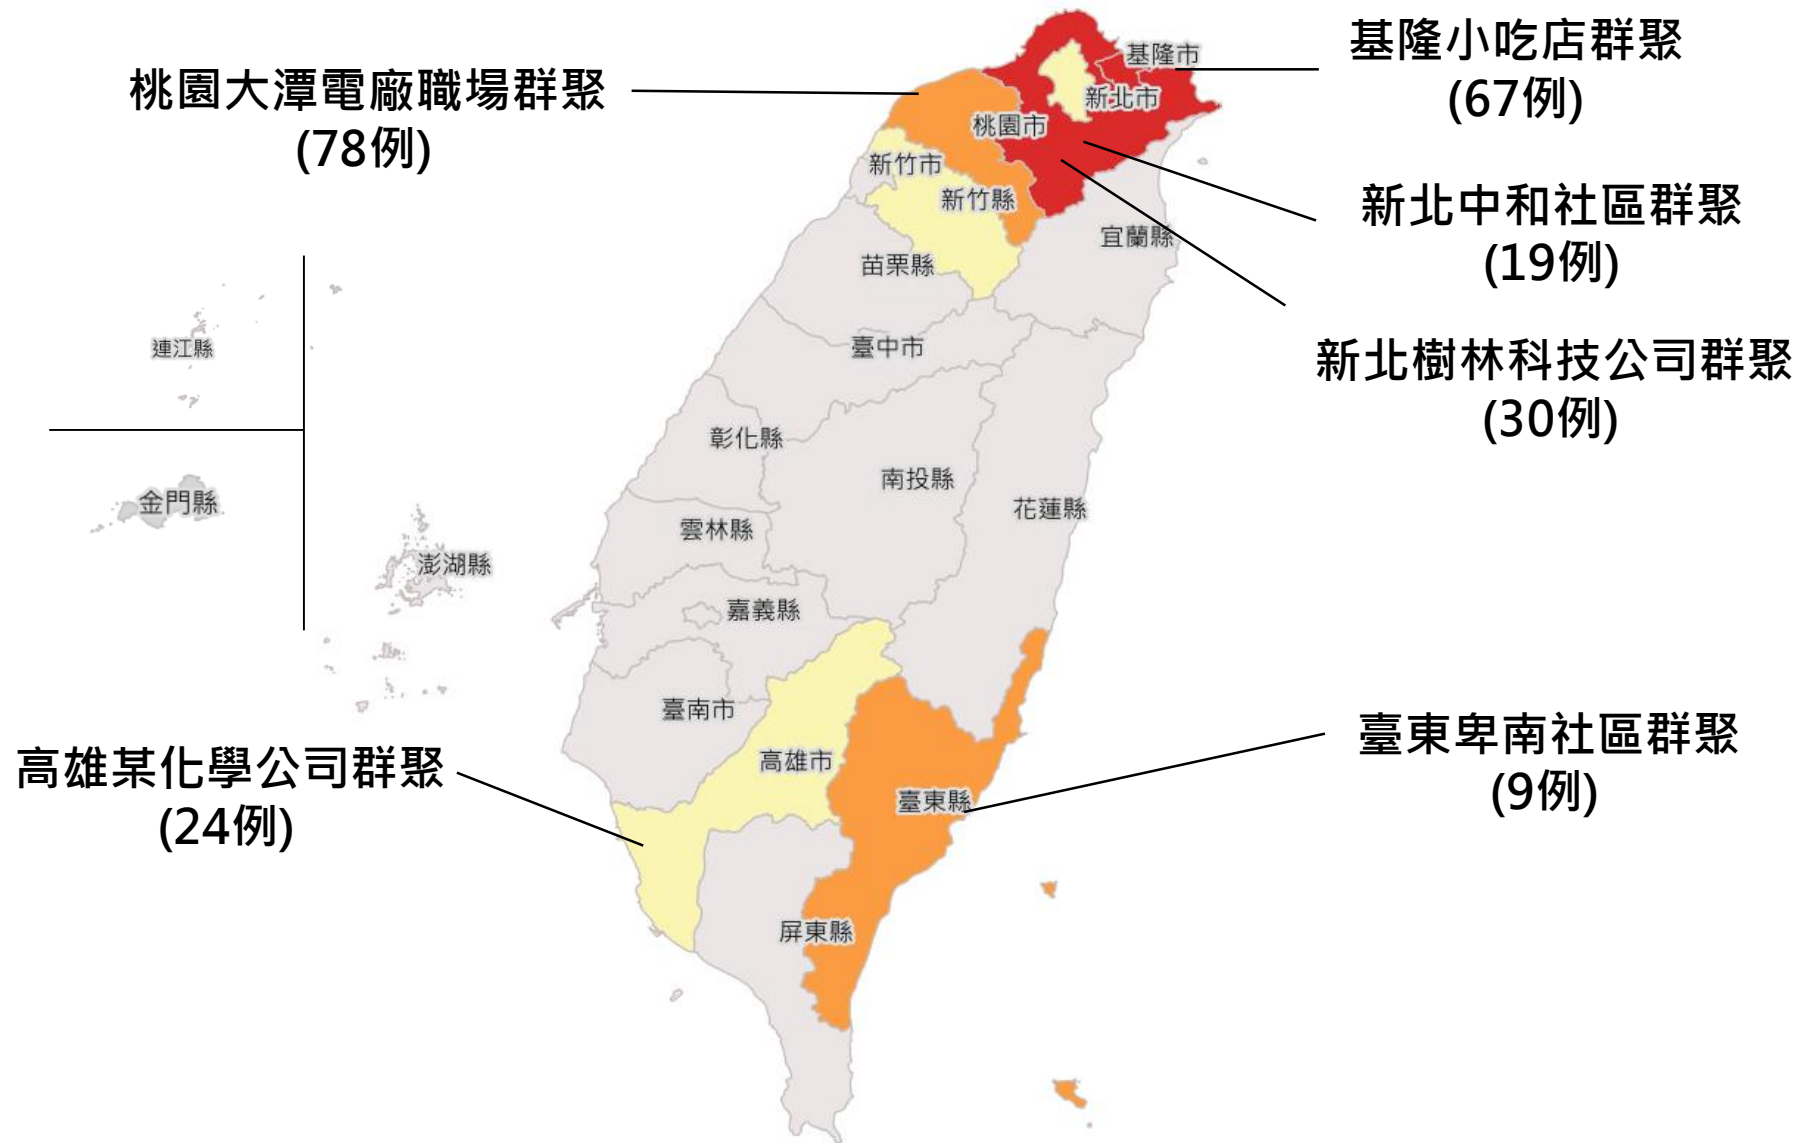 桃園大潭電廠職場群聚
(78例)
基隆小吃店群聚
(67例)
新北中和社區群聚
(19例)
新北樹林科技公司群聚
(30例)
高雄某化學公司群聚
(24例)
臺東卑南社區群聚
(9例)
基隆市
新北市
桃園市
新竹市
新竹縣
宜蘭縣
苗栗縣
臺中市
連江縣
彰化縣
南投縣
金門縣
花蓮縣
雲林縣
澎湖縣
嘉義縣
臺南市
高雄市
臺東縣
屏東縣